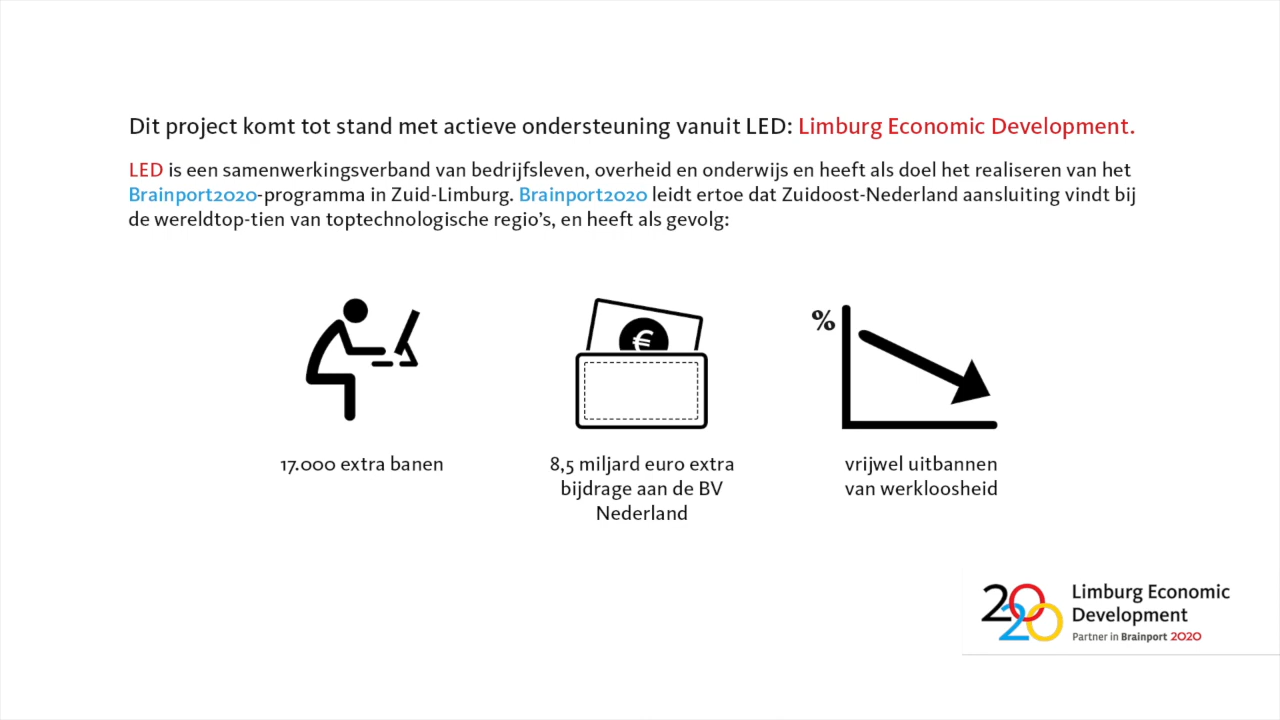 Dit project komt tot stand met actieve ondersteuning vanuit LED: Limburg Economic Development.
LED is een samenwerkingsverband van bedrijfsleven, overheid en onderwijs en heeft als doel het realiseren van het
Brainport2020-programma in Zuid-Limburg. Brainport2020 leidt ertoe dat Zuidoost-Nederland aansluiting vindt bij
de wereldtop-tien van toptechnologische regio's, en heeft als gevolg:
€
%
17.000 extra banen
8,5 miljard euro extra
bijdrage aan de BV
Nederland
vrijwel uitbannen
van werkloosheid
2020
Limburg Economic
Development
Partner in Brainport 2020